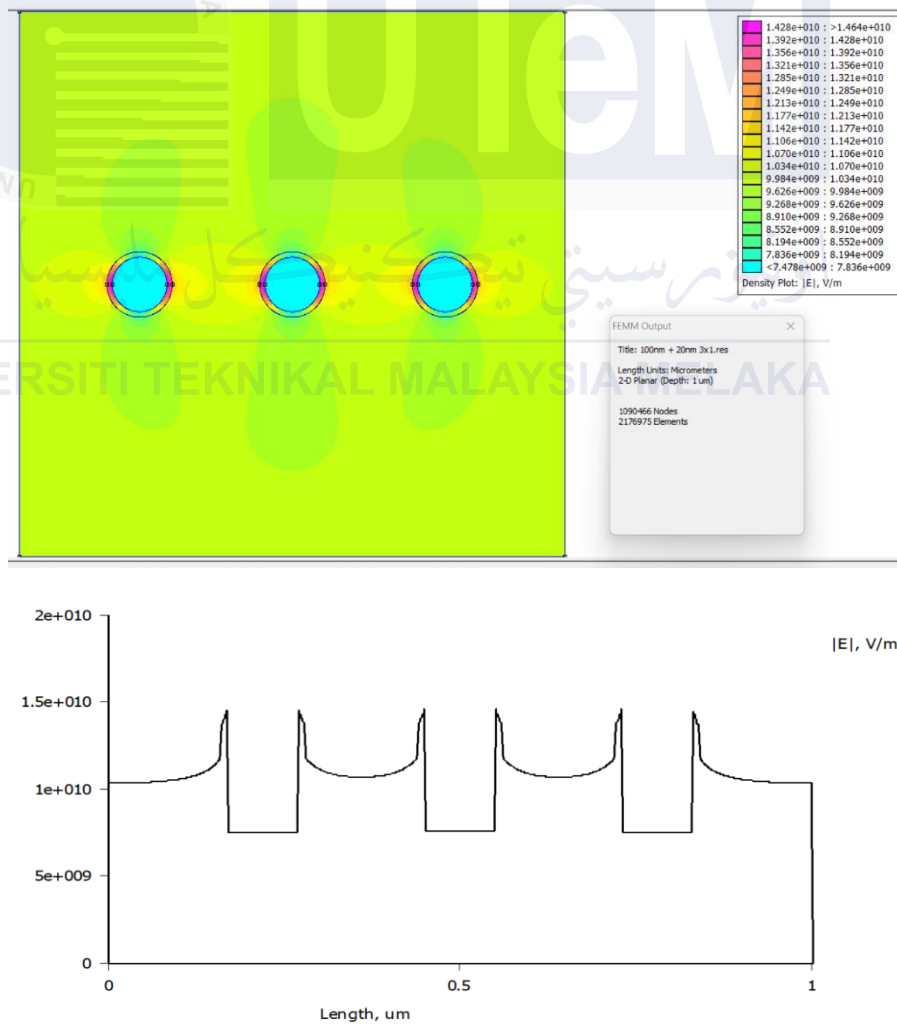 UTeM
1.428e+010 : >1.464e+010
1.392e+010 : 1.428e+010
1.356e+010 : 1.392e+010
1.321e+010 : 1.356e+010
1.285e+010 : 1.321e+010
1.249e+010 : 1.285e+010
1.213e+010 : 1.249e+010
1.177e+010 : 1.213e+010
1.142e+010 : 1.177e+010
1.106e+010 : 1.142e+010
1.070e+010 : 1.106e+010
1.034e+010 : 1.070e+010
9.984e+009 : 1.034e+010
9.626e+009 : 9.984e+009
9.268e+009 : 9.626e+009
8.910e+009 : 9.268e+009
8.552e+009 : 8.910e+009
8.194e+009 : 8.552e+009
7.836e+009 : 8.194e+009
<7.478e+009 : 7.836e+009
Density Plot: |E|, V/m
ERSITI TEKNIKAL MALAYSIA MELAKA
FEMM Output
Title: 100nm + 20nm 3x1.res
Length Units: Micrometers
2-D Planar (Depth: 1 um)
1090466 Nodes
2176975 Elements
|E|, V/m
2e+010
1.5e+010
1e+010
5e+009
0
0 0.5 1
Length, um